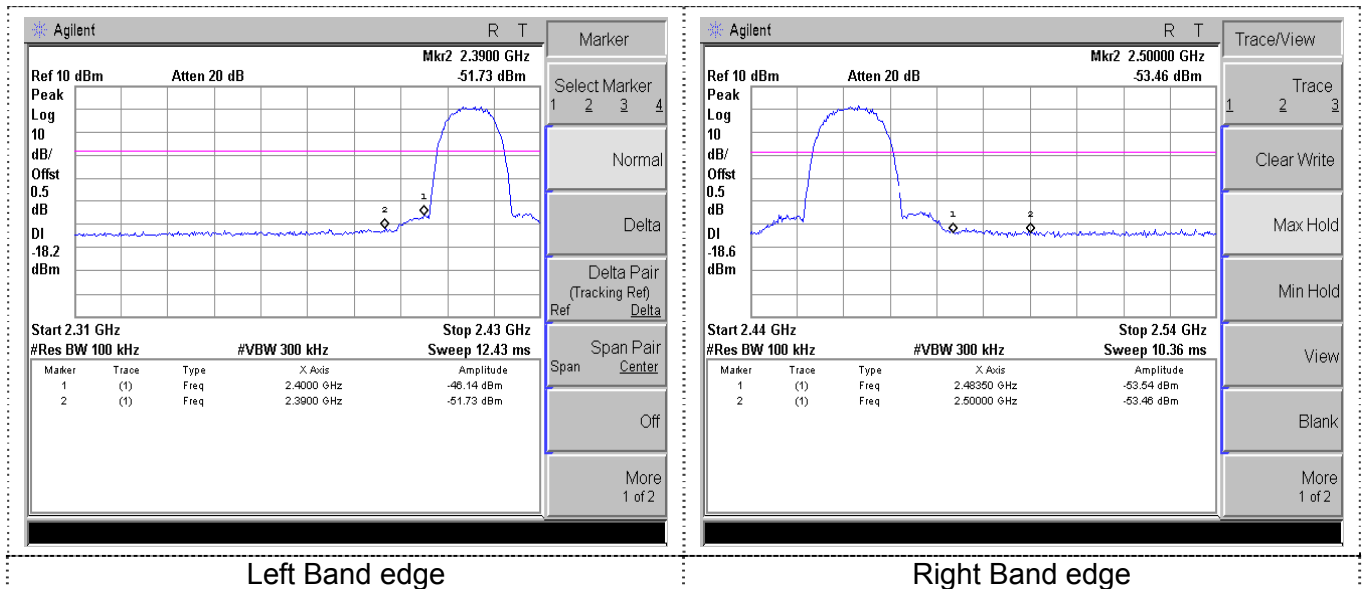 Agilent R T
Marker
Mkr2 2.3900 GHz
Ref 10 dBm Atten 20 dB -51.73 dBm
Peak
Log
10
dB/
Offst
0.5
dB
DI
-18.2
dBm
1
2
Start 2.31 GHz Stop 2.43 GHz
#Res BW 100 kHz #VBW 300 kHz Sweep 12.43 ms
Marker Trace Type X Axis Amplitude
1 (1) Freq 2.4000 GHz -46.14 dBm
2 (1) Freq 2.3900 GHz -51.73 dBm
Select Marker
1 2 3 4
Normal
Delta
Delta Pair
(Tracking Ref)
Ref Delta
Span Pair
Span Center
Off
More
1 of 2
Left Band edge
Agilent R T
Trace/View
Mkr2 2.50000 GHz
Ref 10 dBm Atten 20 dB -53.46 dBm
Peak
Log
10
dB/
Offst
0.5
dB
DI
-18.6
dBm
1 2
Start 2.44 GHz Stop 2.54 GHz
#Res BW 100 kHz #VBW 300 kHz Sweep 10.36 ms
Marker Trace Type X Axis Amplitude
1 (1) Freq 2.48350 GHz -53.54 dBm
2 (1) Freq 2.50000 GHz -53.46 dBm
Trace
1 2 3
Clear Write
Max Hold
Min Hold
View
Blank
More
1 of 2
Right Band edge